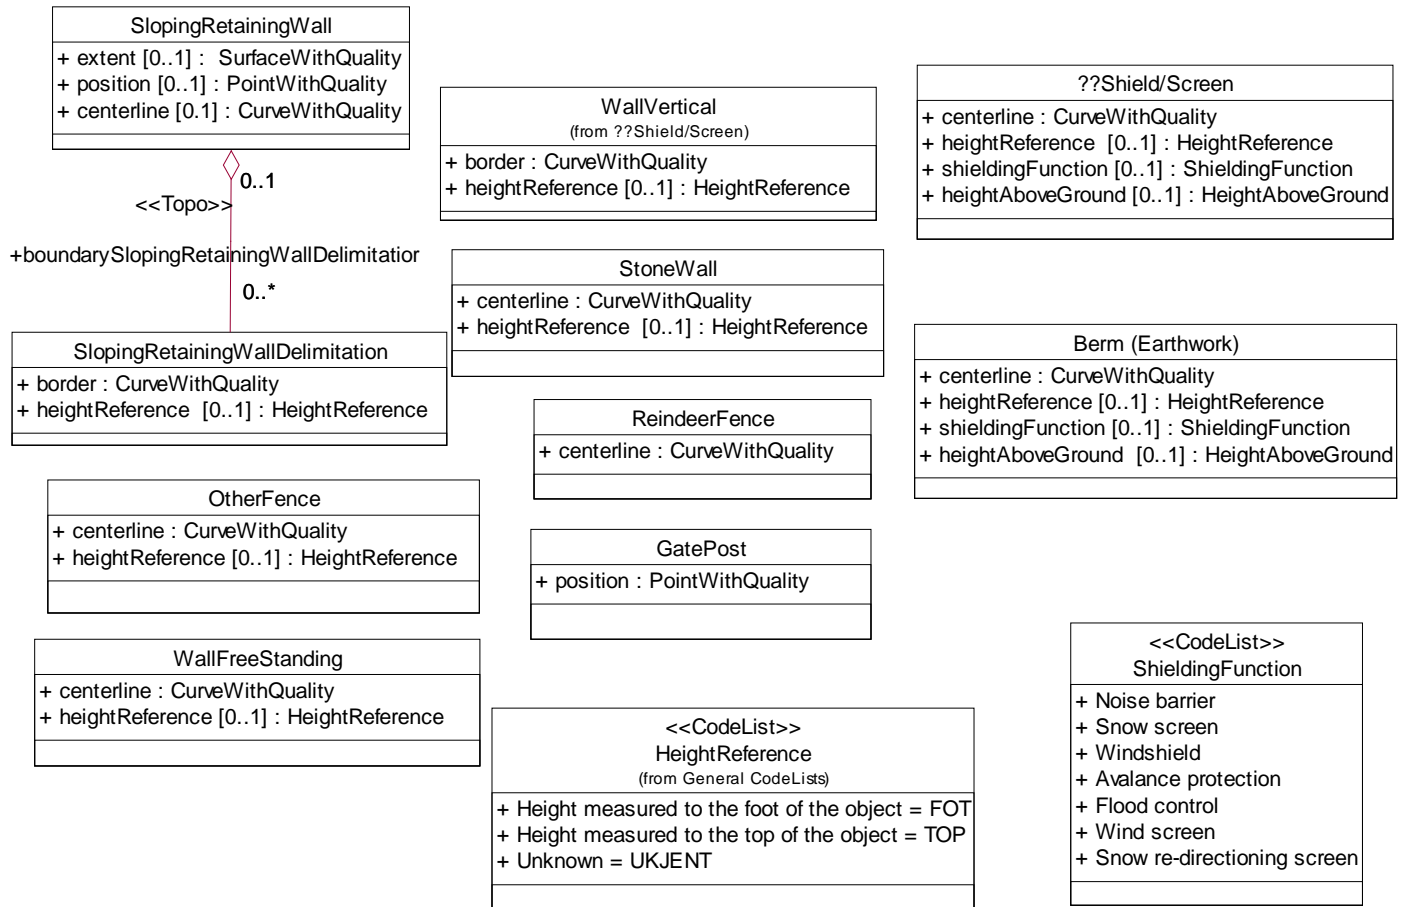 SlopingRetainingWall
+ extent [0..1] :  SurfaceWithQuality
+ position [0..1] : PointWithQuality
+ centerline [0.1] : CurveWithQuality
0..1
<<Topo>>
+boundarySlopingRetainingWallDelimitatior
0..*
SlopingRetainingWallDelimitation
+ border : CurveWithQuality
+ heightReference  [0..1] : HeightReference
OtherFence
+ centerline : CurveWithQuality
+ heightReference [0..1] : HeightReference
WallFreeStanding
+ centerline : CurveWithQuality
+ heightReference [0..1] : HeightReference
WallVertical
(from ??Shield/Screen)
+ border : CurveWithQuality
+ heightReference [0..1] : HeightReference
StoneWall
+ centerline : CurveWithQuality
+ heightReference  [0..1] : HeightReference
ReindeerFence
+ centerline : CurveWithQuality
GatePost
+ position : PointWithQuality
<<CodeList>>
HeightReference
(from General CodeLists)
+ Height measured to the foot of the object = FOT
+ Height measured to the top of the object = TOP
+ Unknown = UKJENT
??Shield/Screen
+ centerline : CurveWithQuality
+ heightReference  [0..1] : HeightReference
+ shieldingFunction [0..1] : ShieldingFunction
+ heightAboveGround [0..1] : HeightAboveGround
Berm (Earthwork)
+ centerline : CurveWithQuality
+ heightReference [0..1] : HeightReference
+ shieldingFunction [0..1] : ShieldingFunction
+ heightAboveGround  [0..1] : HeightAboveGround
<<CodeList>>
ShieldingFunction
+ Noise barrier
+ Snow screen
+ Windshield
+ Avalance protection
+ Flood control
+ Wind screen
+ Snow re-directioning screen